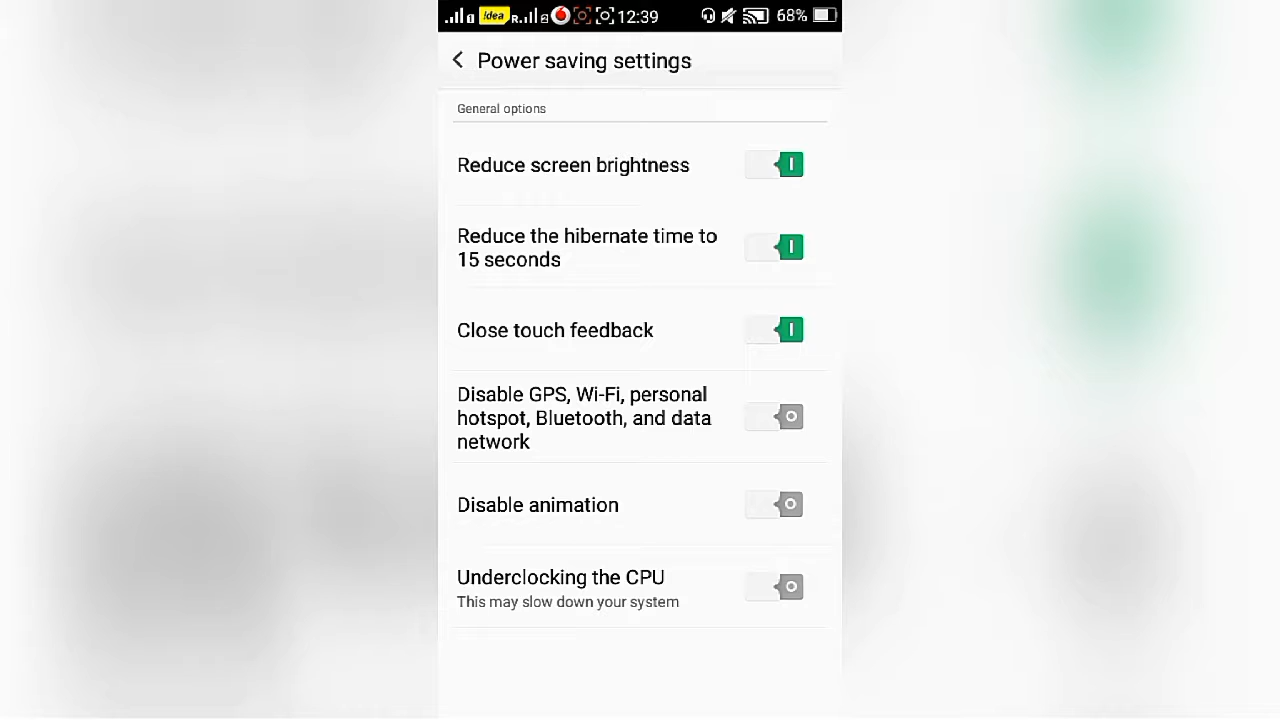 !dea R 12:39 68%
Power saving settings
General options
Reduce screen brightness
Reduce the hibernate time to
15 seconds
Close touch feedback
Disable GPS, Wi-Fi, personal
hotspot, Bluetooth, and data
network
Disable animation
Underclocking the CPU
This may slow down your system